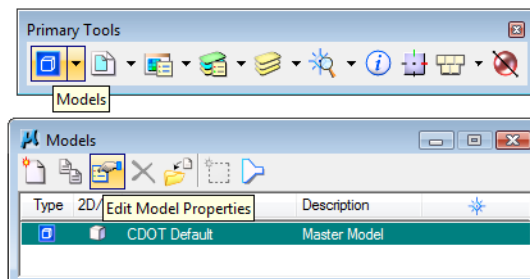 Primary Tools
Models
Models
Type 2D/ Edit Model Properties Description
CDOT Default Master Model